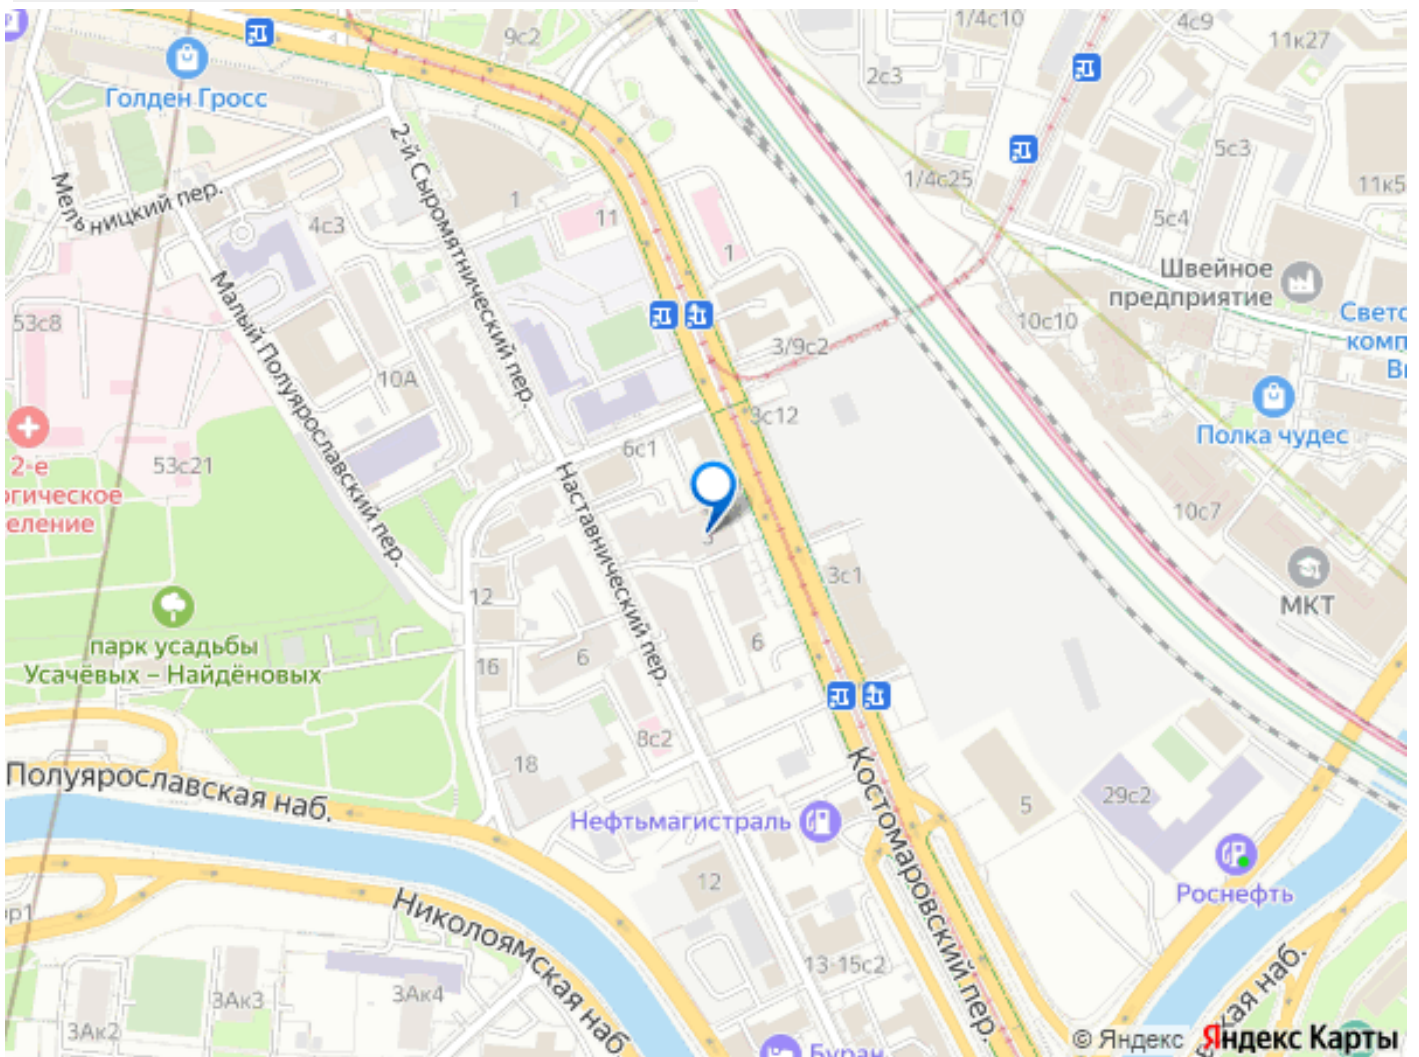 1/4с10
4с9
9с2
11к27
2с3
Голден Гросс
2-й Сыромятнический пер.
5с3
1/4с25
11к5
Мельницкий пер.
1
11
5с4
4с3
1
Швейное
предприятие
Малый Полуярославский пер.
53с8
10с10
3/9с2
10А
3с12
Полка чудес
6с1
2-е
53с21
Наставнический пер.
10с7
3
3с1
МКТ
12
парк усадьбы
Усачёвых – Найдёновых
6
6
16
8с2
18
Полуярославская наб.
Костомаровский пер.
29с2
5
Нефтьмагистраль
Роснефть
12
Николоямская наб.
13-15с2
3Ак3
3Ак4
3Ак2
Буран
© Яндекс Яндекс Карты